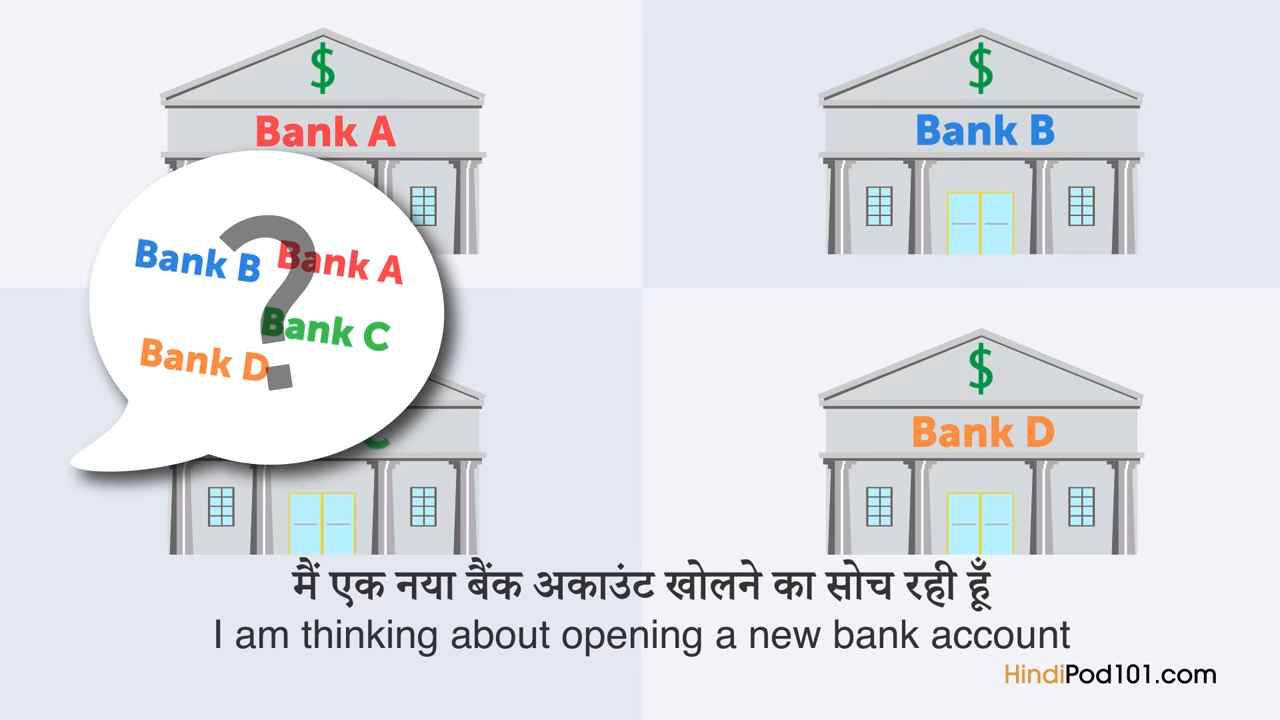 $
Bank A
$
Bank B
Bank B
Bank A
Bank C
Bank D
?
C
$
Bank D
मैं एक नया बैंक अकाउंट खोलने का सोच रही हूँ
I am thinking about opening a new bank account
HindiPod101.com